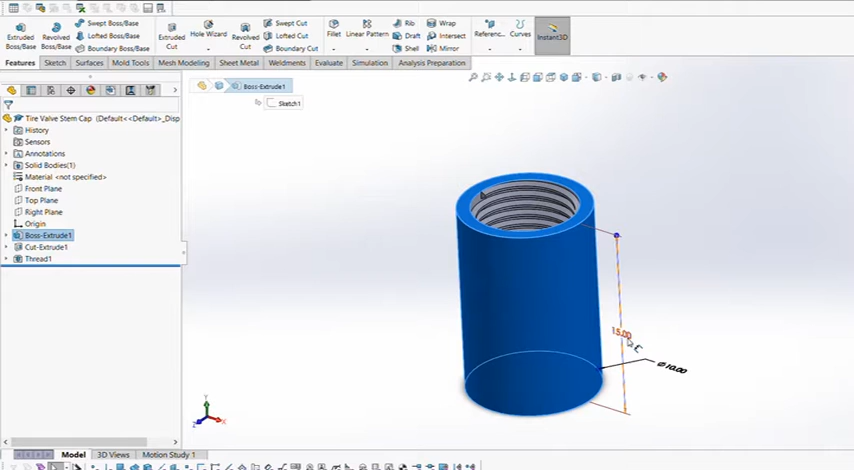 Extruded Boss/Base
Revolved Boss/Base
Swept Boss/Base
Lofted Boss/Base
Boundary Boss/Base
Extruded Cut
Hole Wizard
Revolved Cut
Swept Cut
Lofted Cut
Boundary Cut
Fillet
Linear Pattern
Rib
Draft
Shell
Wrap
Intersect
Mirror
Referenc...
Curves
Instant3D
Features Sketch Surfaces Mold Tools Mesh Modeling Sheet Metal Weldments Evaluate Simulation Analysis Preparation
Boss-Extrude1
Sketch1
Tire Valve Stem Cap (Default<<Default>_Disp
History
Sensors
Annotations
Solid Bodies(1)
Material <not specified>
Front Plane
Top Plane
Right Plane
Origin
Boss-Extrude1
Cut-Extrude1
Thread1
15.00
⌀10.00
Y
X
Z
Model 3D Views Motion Study 1